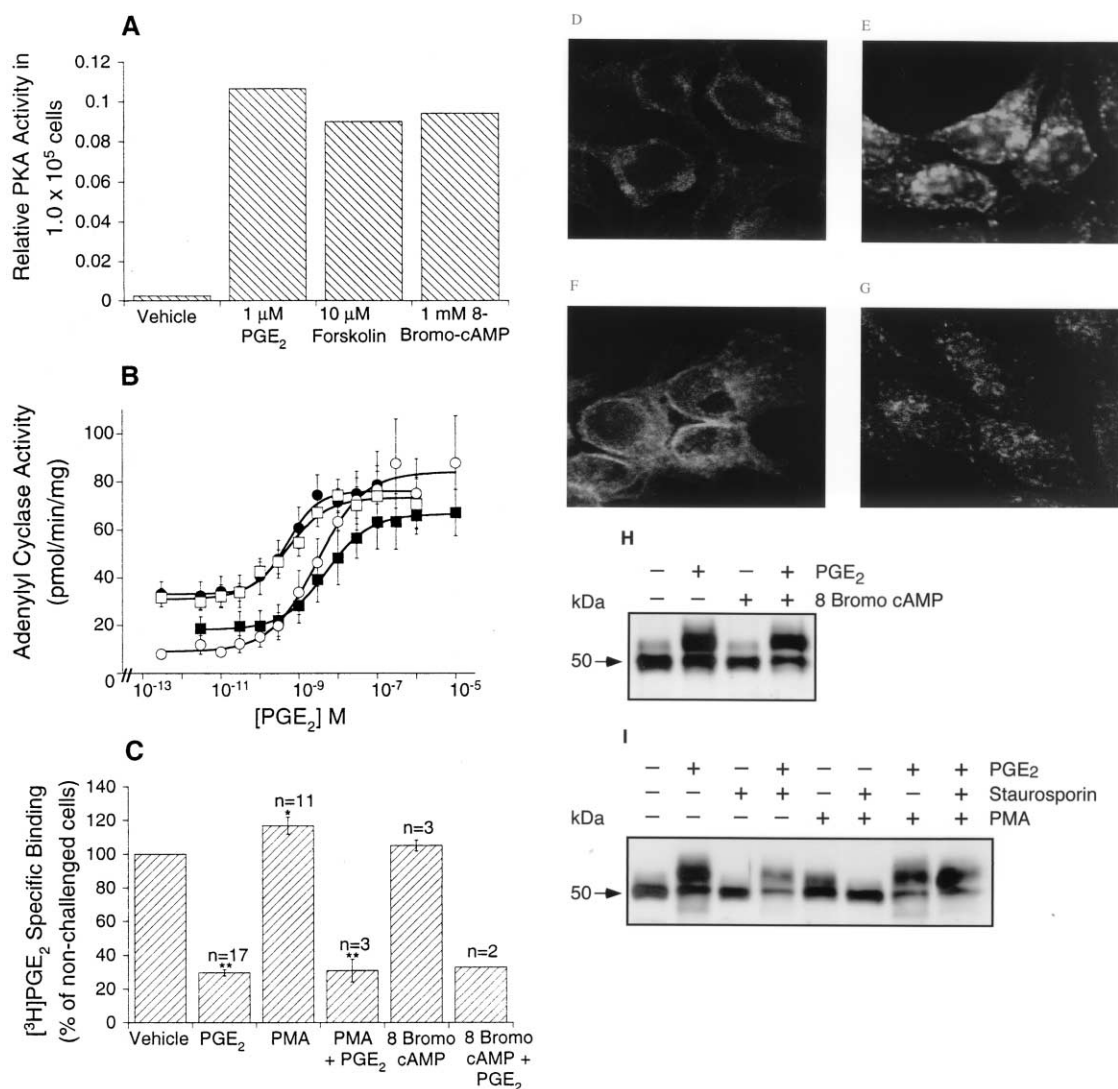 A
Relative PKA Activity in
1.0 x 10⁵ cells
0.12
0.1
0.08
0.06
0.04
0.02
0
Vehicle
1 μM
PGE₂
10 μM
Forskolin
1 mM 8-
Bromo-cAMP
B
Adenylyl Cyclase Activity
(pmol/min/mg)
100
80
60
40
20
0
10⁻¹³
10⁻¹¹
10⁻⁹
10⁻⁷
10⁻⁵
[PGE₂] M
C
[³H]PGE₂ Specific Binding
(% of non-challenged cells)
140
120
100
80
60
40
20
0
n=17
**
n=11
*
n=3
**
n=3
n=2
Vehicle
PGE₂
PMA
PMA
+ PGE₂
8 Bromo
cAMP
8 Bromo
cAMP +
PGE₂
D
E
F
G
H
− + − + PGE₂
kDa − − + + 8 Bromo cAMP
50
I
− + − + − − + + PGE₂
− − + + − + − + Staurosporin
kDa − − − − + + + + PMA
50